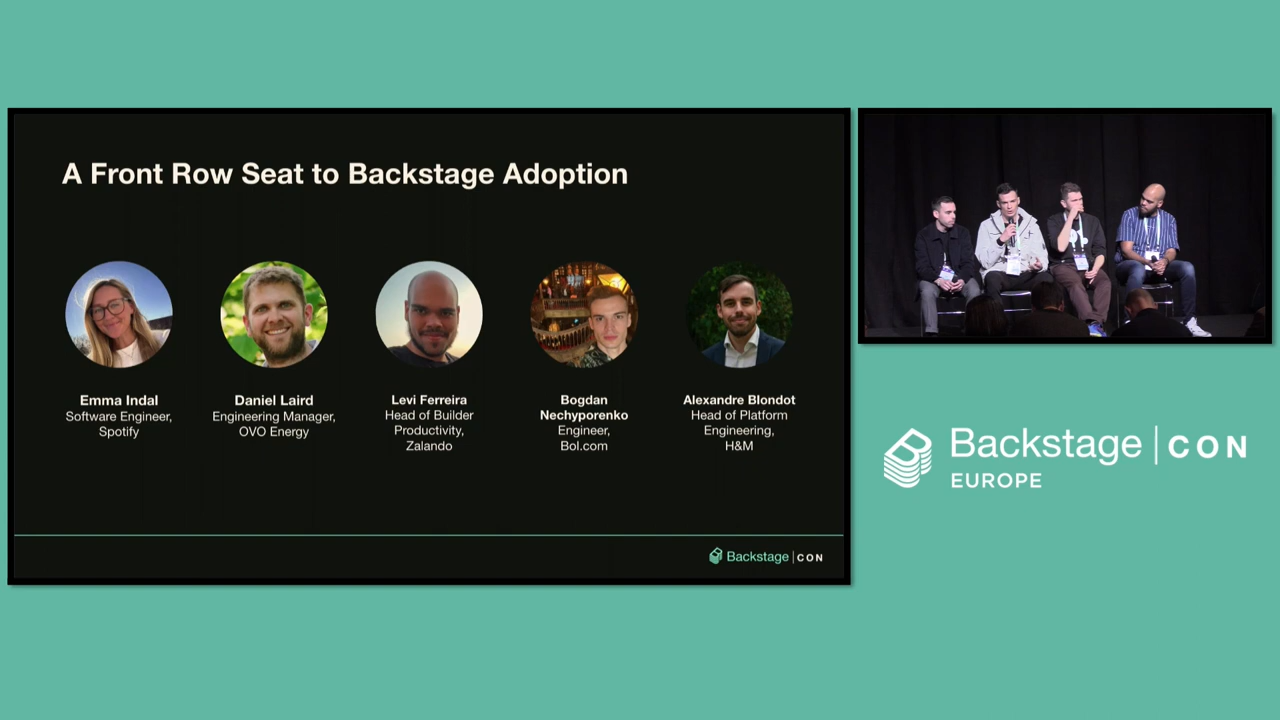 A Front Row Seat to Backstage Adoption
Emma Indal
Software Engineer,
Spotify
Daniel Laird
Engineering Manager,
OVO Energy
Levi Ferreira
Head of Builder
Productivity,
Zalando
Bogdan
Nechyporenko
Engineer,
Bol.com
Alexandre Blondot
Head of Platform
Engineering,
H&M
Backstage | CON
Backstage | CON
EUROPE